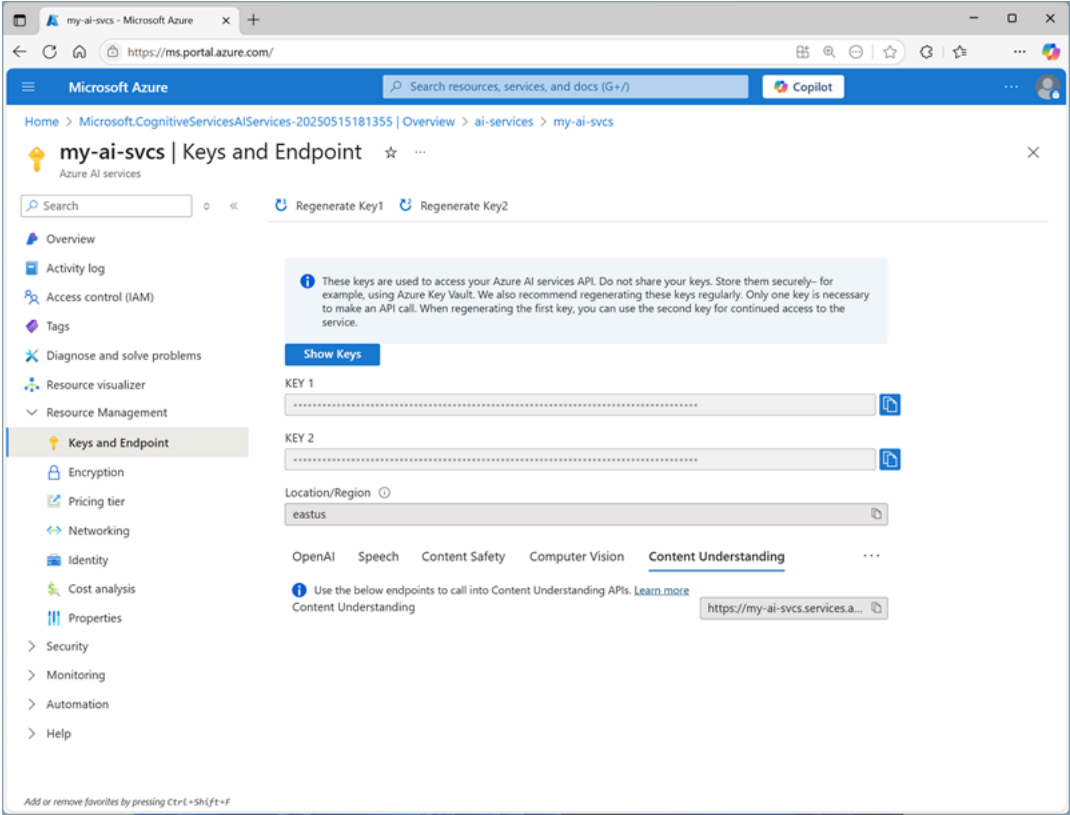 my-ai-svcs - Microsoft Azure
https://ms.portal.azure.com/
Microsoft Azure
Search resources, services, and docs (G+/)
Copilot
Home > Microsoft.CognitiveServicesAIServices-20250515181355 | Overview > ai-services > my-ai-svcs
my-ai-svcs | Keys and Endpoint
Azure AI services
Search
Regenerate Key1
Regenerate Key2
Overview
Activity log
Access control (IAM)
Tags
Diagnose and solve problems
Resource visualizer
Resource Management
Keys and Endpoint
Encryption
Pricing tier
Networking
Identity
Cost analysis
Properties
Security
Monitoring
Automation
Help
These keys are used to access your Azure AI services API. Do not share your keys. Store them securely– for
example, using Azure Key Vault. We also recommend regenerating these keys regularly. Only one key is necessary
to make an API call. When regenerating the first key, you can use the second key for continued access to the
service.
Show Keys
KEY 1
KEY 2
Location/Region
eastus
OpenAI Speech Content Safety Computer Vision Content Understanding ...
Use the below endpoints to call into Content Understanding APIs. Learn more
Content Understanding
https://my-ai-svcs.services.a...
Add or remove favorites by pressing Ctrl+Shift+F